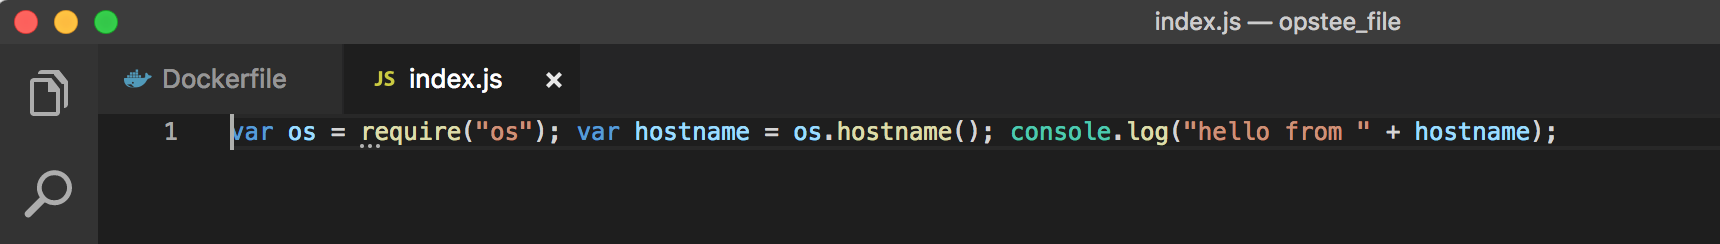 index.js — opstee_file
Dockerfile
JS index.js ×
1 var os = require("os"); var hostname = os.hostname(); console.log("hello from " + hostname);